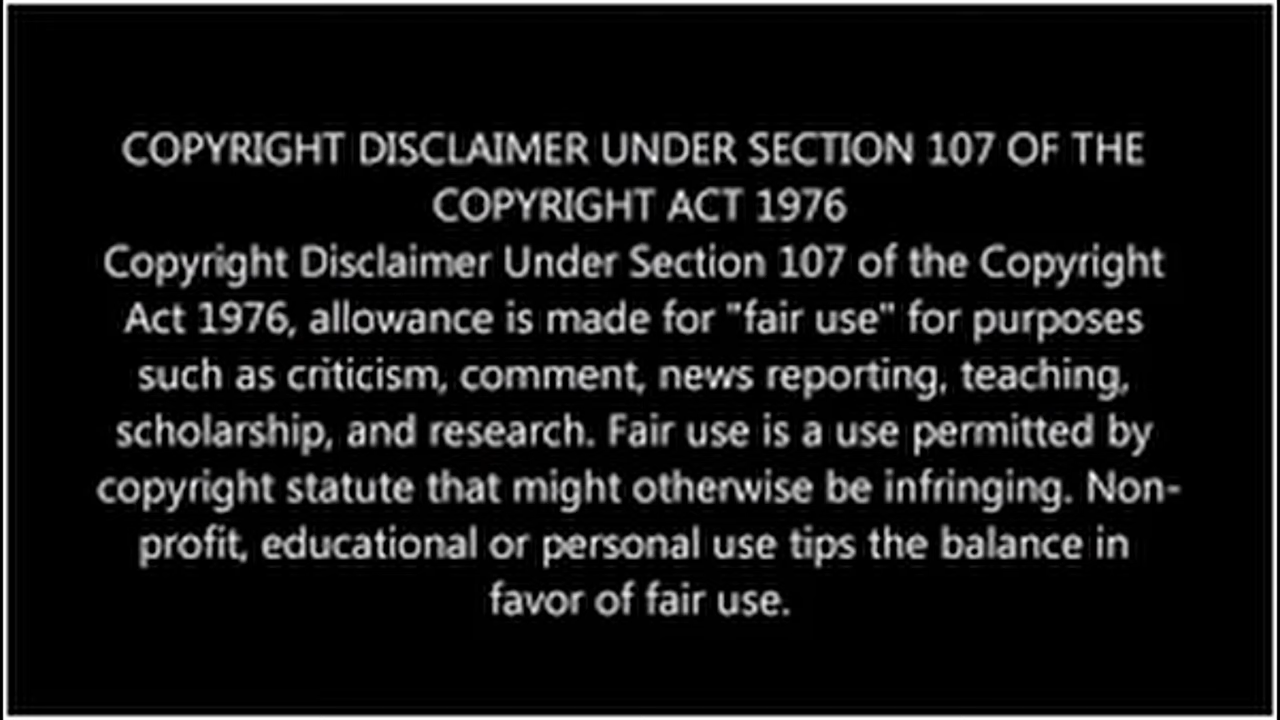 COPYRIGHT DISCLAIMER UNDER SECTION 107 OF THE
COPYRIGHT ACT 1976
Copyright Disclaimer Under Section 107 of the Copyright
Act 1976, allowance is made for "fair use" for purposes
such as criticism, comment, news reporting, teaching,
scholarship, and research. Fair use is a use permitted by
copyright statute that might otherwise be infringing. Non-
profit, educational or personal use tips the balance in
favor of fair use.